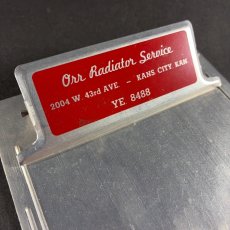 Orr Radiator Service
2004 W. 43rd AVE. - KANS CITY. KAN
YE 8488